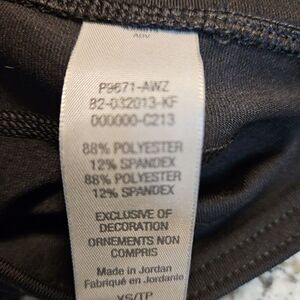 P9671-AWZ
82-032013-KF
000000-C213
88% POLYESTER
12% SPANDEX
88% POLYESTER
12% SPANDEX
EXCLUSIVE OF
DECORATION
ORNEMENTS NON
COMPRIS
Made in Jordan
Fabriqué en Jordanie
XS/TP